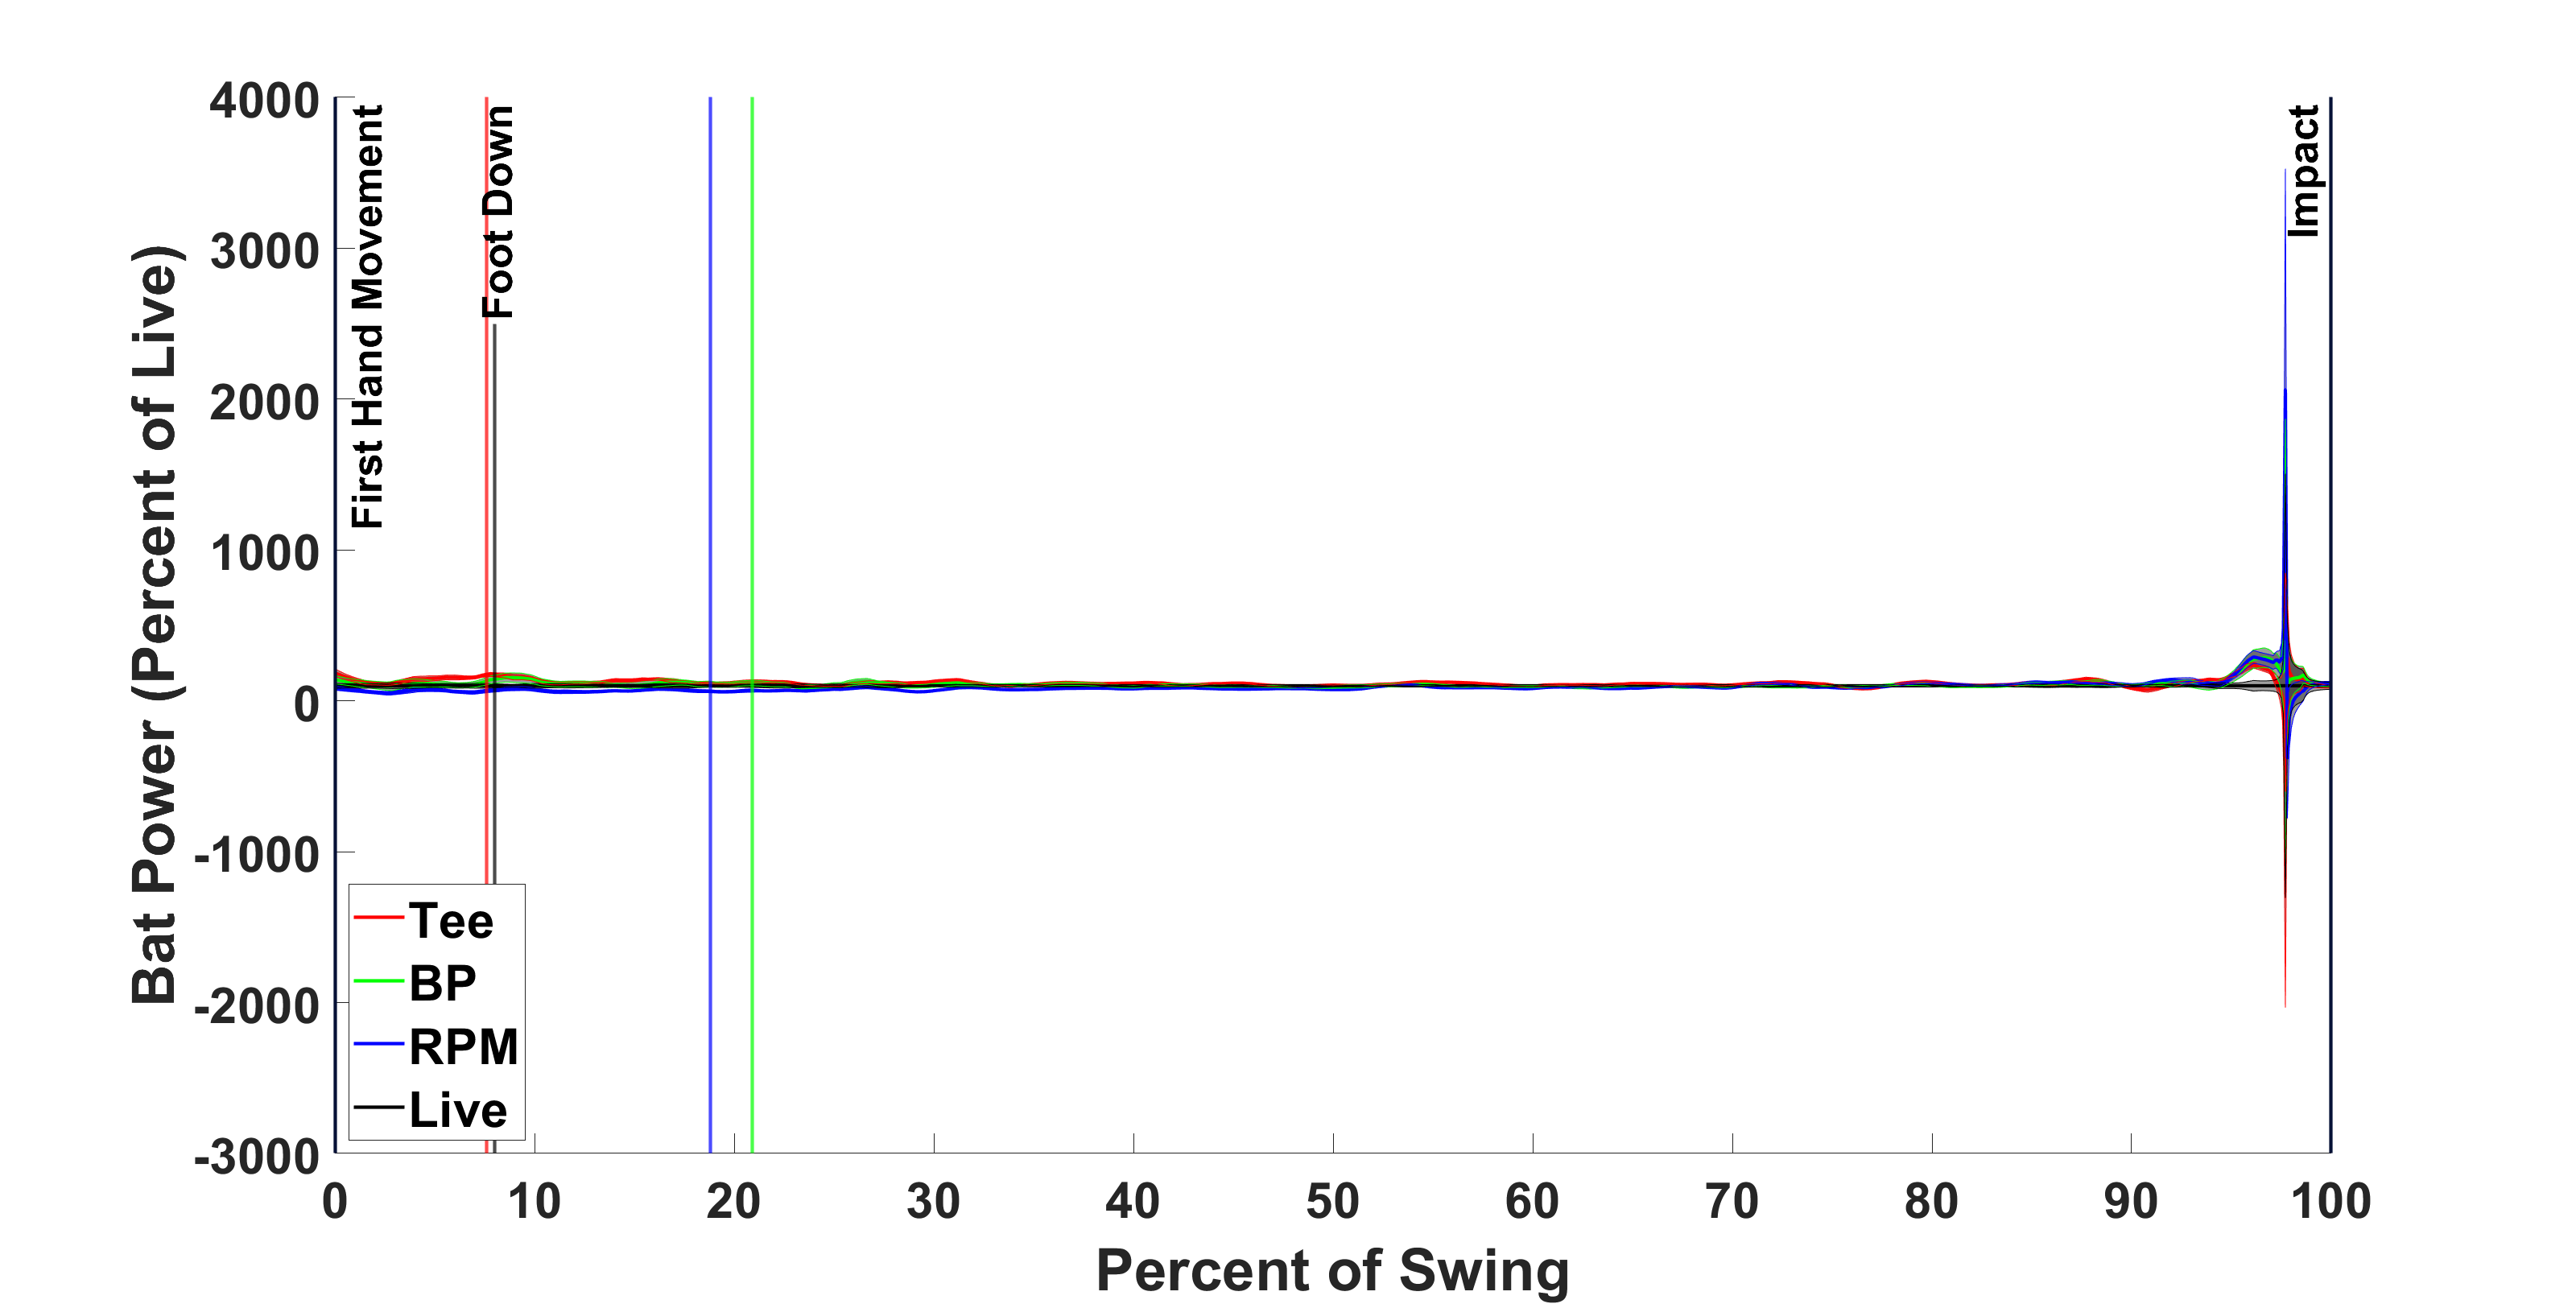 Bat Power (Percent of Live)
4000
3000
2000
1000
0
-1000
-2000
-3000
First Hand Movement
Foot Down
Impact
Tee
BP
RPM
Live
0 10 20 30 40 50 60 70 80 90 100
Percent of Swing